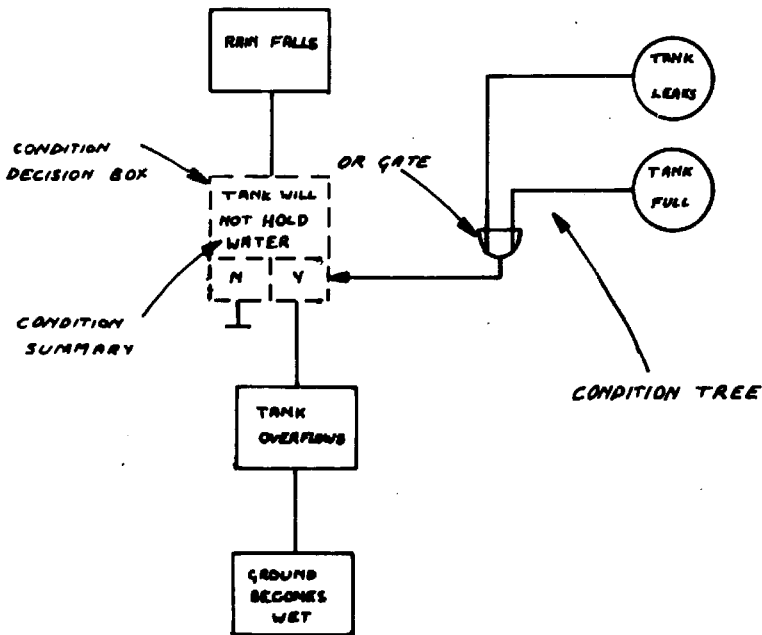 RAIN FALLS
TANK
LEAKS
CONDITION
DECISION BOX
OR GATE
TANK WILL
NOT HOLD
WATER
TANK
FULL
N Y
CONDITION
SUMMARY
CONDITION TREE
TANK
OVERFLOWS
GROUND
BECOMES
WET